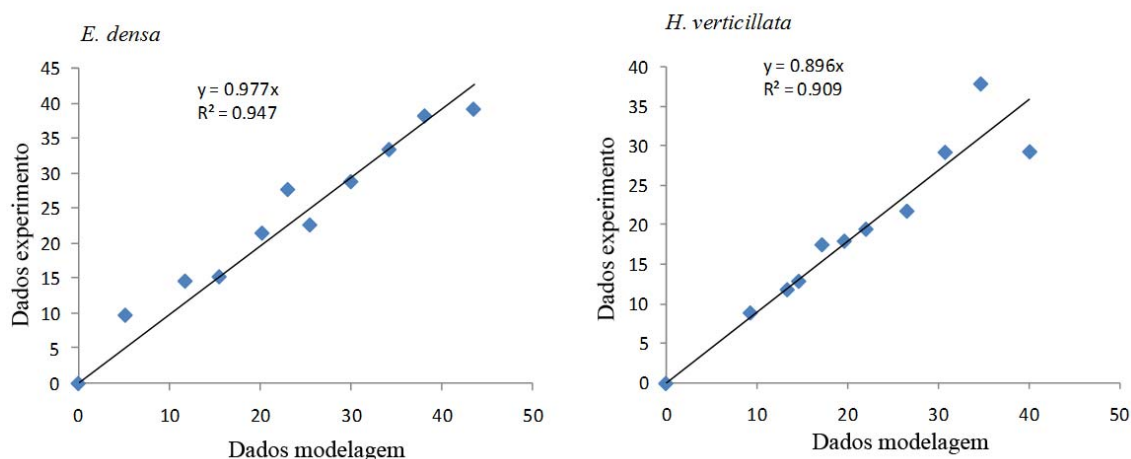 E. densa
y = 0.977x
R² = 0.947
45
40
35
30
25
20
15
10
5
0
0 10 20 30 40 50
Dados experimento
Dados modelagem
H. verticillata
y = 0.896x
R² = 0.909
40
35
30
25
20
15
10
5
0
0 10 20 30 40 50
Dados experimento
Dados modelagem